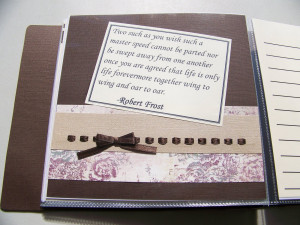 Two such as you wish such a
master speed cannot be parted nor
be swept away from one another
once you are agreed that life is only
life forevermore together wing to
wing and oar to oar.
-Robert Frost